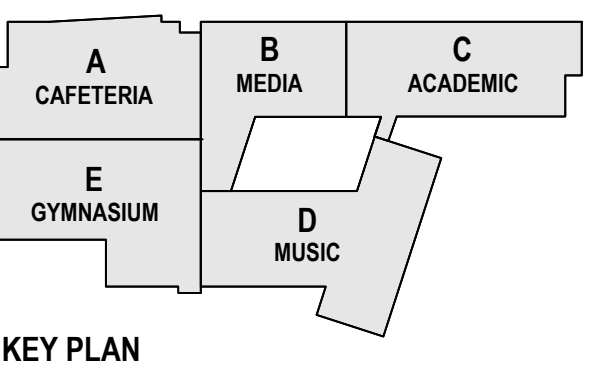 A
CAFETERIA
B
MEDIA
C
ACADEMIC
E
GYMNASIUM
D
MUSIC
KEY PLAN